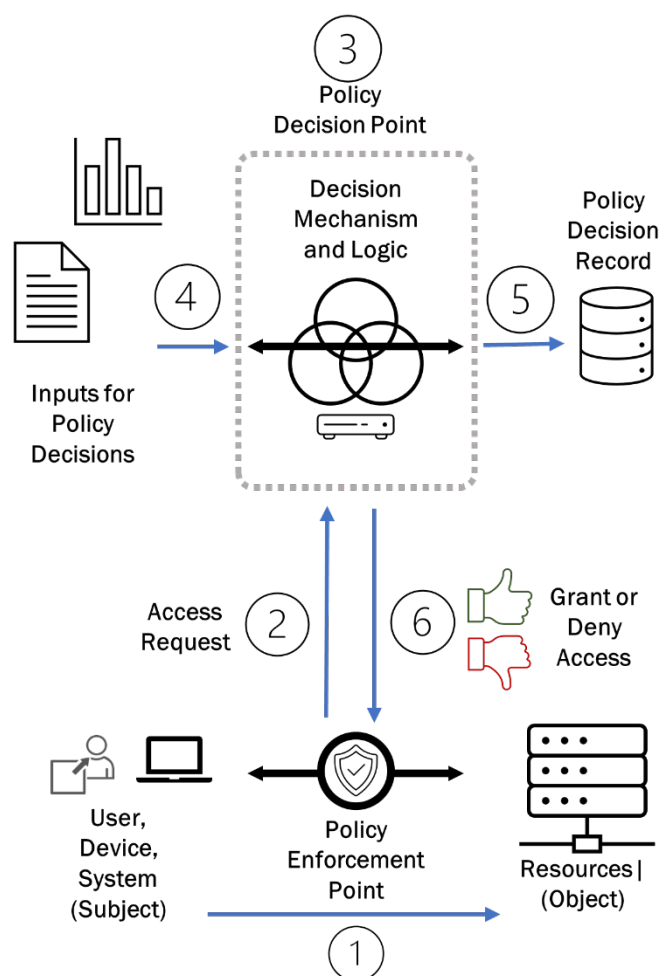 3
Policy
Decision Point
Decision
Mechanism
and Logic
Policy
Decision
Record
4
5
Inputs for
Policy
Decisions
Access
Request
2
6
Grant or
Deny
Access
User,
Device,
System
(Subject)
Policy
Enforcement
Point
Resources|
(Object)
1